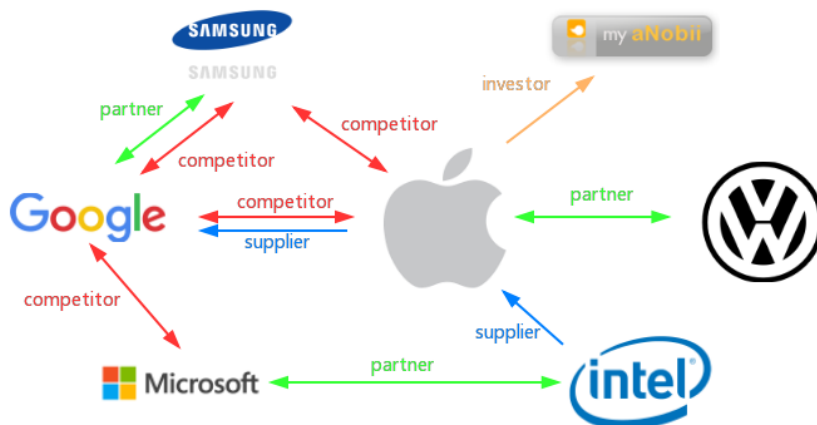 SAMSUNG
SAMSUNG
my aNobii
investor
partner
competitor
competitor
Google
competitor
supplier
partner
competitor
supplier
Microsoft
partner
intel